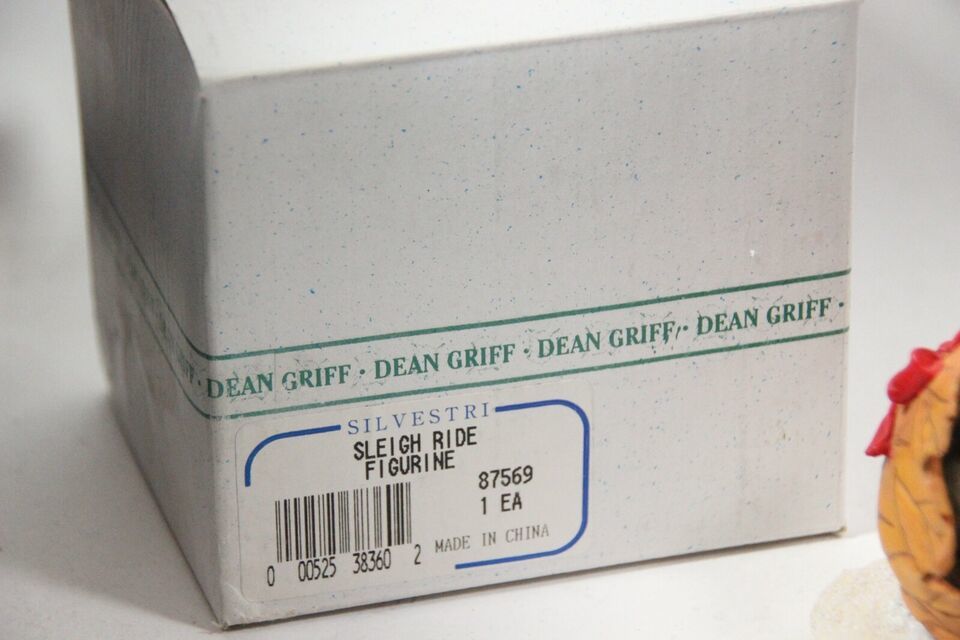 DEAN GRIFF · DEAN GRIFF · DEAN GRIFF · DEAN GRIFF ·
SILVESTRI
SLEIGH RIDE
FIGURINE
87569
1 EA
MADE IN CHINA
0 00525 38360 2